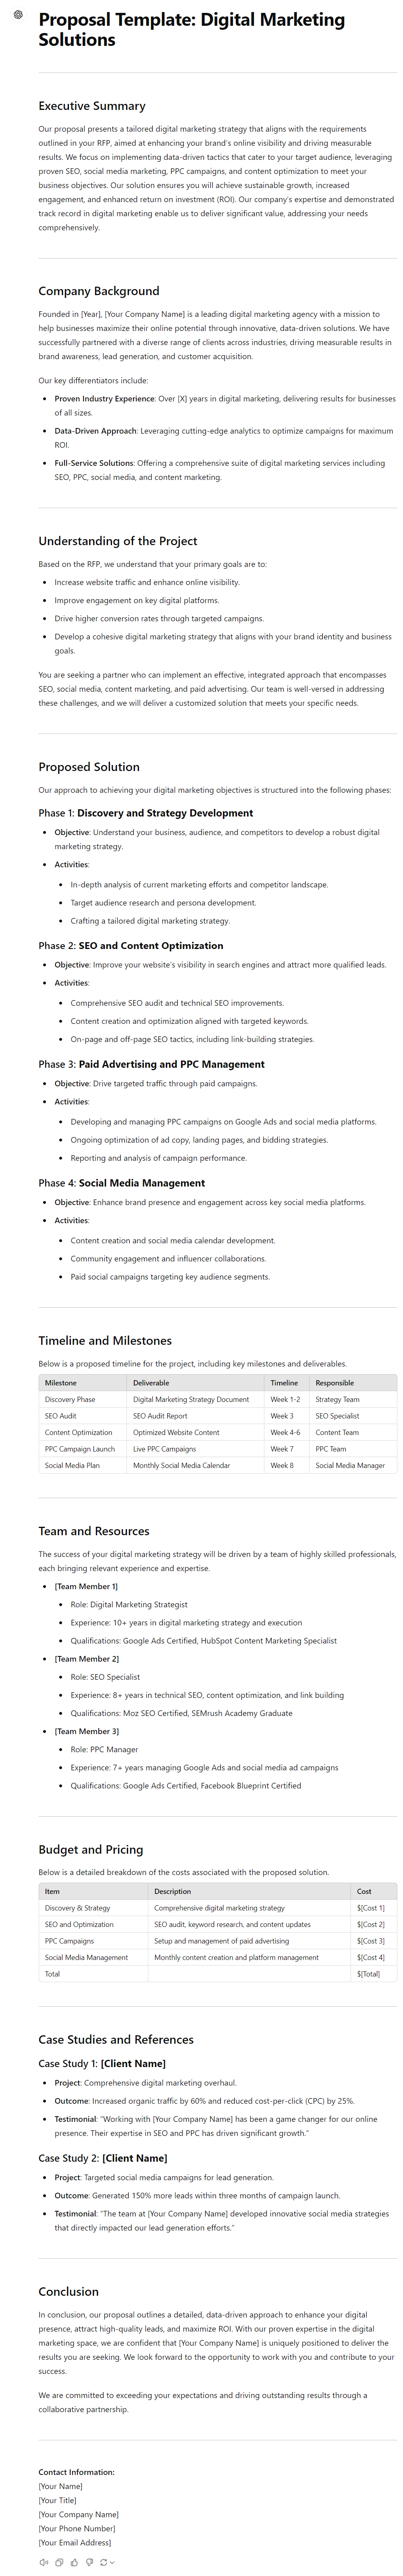 Proposal Template: Digital Marketing
Solutions
Executive Summary
Our proposal presents a tailored digital marketing strategy that aligns with the requirements
outlined in your RFP, aimed at enhancing your brand's online visibility and driving measurable
results. We focus on implementing data-driven tactics that cater to your target audience, leveraging
proven SEO, social media marketing, PPC campaigns, and content optimization to meet your
business objectives. Our solution ensures you will achieve sustainable growth, increased
engagement, and enhanced return on investment (ROI). Our company's expertise and demonstrated
track record in digital marketing enable us to deliver significant value, addressing your needs
comprehensively.
Company Background
Founded in [Year], [Your Company Name] is a leading digital marketing agency with a mission to
help businesses maximize their online potential through innovative, data-driven solutions. We have
successfully partnered with a diverse range of clients across industries, driving measurable results in
brand awareness, lead generation, and customer acquisition.
Our key differentiators include:
• Proven Industry Experience: Over [X] years in digital marketing, delivering results for businesses
of all sizes.
• Data-Driven Approach: Leveraging cutting-edge analytics to optimize campaigns for maximum
ROI.
• Full-Service Solutions: Offering a comprehensive suite of digital marketing services including
SEO, PPC, social media, and content marketing.
Understanding of the Project
Based on the RFP, we understand that your primary goals are to:
• Increase website traffic and enhance online visibility.
• Improve engagement on key digital platforms.
• Drive higher conversion rates through targeted campaigns.
• Develop a cohesive digital marketing strategy that aligns with your brand identity and business
goals.
You are seeking a partner who can implement an effective, integrated approach that encompasses
SEO, social media, content marketing, and paid advertising. Our team is well-versed in addressing
these challenges, and we will deliver a customized solution that meets your specific needs.
Proposed Solution
Our approach to achieving your digital marketing objectives is structured into the following phases:
Phase 1: Discovery and Strategy Development
• Objective: Understand your business, audience, and competitors to develop a robust digital
marketing strategy.
• Activities:
• In-depth analysis of current marketing efforts and competitor landscape.
• Target audience research and persona development.
• Crafting a tailored digital marketing strategy.
Phase 2: SEO and Content Optimization
• Objective: Improve your website's visibility in search engines and attract more qualified leads.
• Activities:
• Comprehensive SEO audit and technical SEO improvements.
• Content creation and optimization aligned with targeted keywords.
• On-page and off-page SEO tactics, including link-building strategies.
Phase 3: Paid Advertising and PPC Management
• Objective: Drive targeted traffic through paid campaigns.
• Activities:
• Developing and managing PPC campaigns on Google Ads and social media platforms.
• Ongoing optimization of ad copy, landing pages, and bidding strategies.
• Reporting and analysis of campaign performance.
Phase 4: Social Media Management
• Objective: Enhance brand presence and engagement across key social media platforms.
• Activities:
• Content creation and social media calendar development.
• Community engagement and influencer collaborations.
• Paid social campaigns targeting key audience segments.
Timeline and Milestones
Below is a proposed timeline for the project, including key milestones and deliverables.
Milestone Deliverable Timeline Responsible
Discovery Phase Digital Marketing Strategy Document Week 1-2 Strategy Team
SEO Audit SEO Audit Report Week 3 SEO Specialist
Content Optimization Optimized Website Content Week 4-6 Content Team
PPC Campaign Launch Live PPC Campaigns Week 7 PPC Team
Social Media Plan Monthly Social Media Calendar Week 8 Social Media Manager
Team and Resources
The success of your digital marketing strategy will be driven by a team of highly skilled professionals,
each bringing relevant experience and expertise.
• [Team Member 1]
• Role: Digital Marketing Strategist
• Experience: 10+ years in digital marketing strategy and execution
• Qualifications: Google Ads Certified, HubSpot Content Marketing Specialist
• [Team Member 2]
• Role: SEO Specialist
• Experience: 8+ years in technical SEO, content optimization, and link building
• Qualifications: Moz SEO Certified, SEMrush Academy Graduate
• [Team Member 3]
• Role: PPC Manager
• Experience: 7+ years managing Google Ads and social media ad campaigns
• Qualifications: Google Ads Certified, Facebook Blueprint Certified
Budget and Pricing
Below is a detailed breakdown of the costs associated with the proposed solution.
Item Description Cost
Discovery & Strategy Comprehensive digital marketing strategy $[Cost 1]
SEO and Optimization SEO audit, keyword research, and content updates $[Cost 2]
PPC Campaigns Setup and management of paid advertising $[Cost 3]
Social Media Management Monthly content creation and platform management $[Cost 4]
Total $[Total]
Case Studies and References
Case Study 1: [Client Name]
• Project: Comprehensive digital marketing overhaul.
• Outcome: Increased organic traffic by 60% and reduced cost-per-click (CPC) by 25%.
• Testimonial: "Working with [Your Company Name] has been a game changer for our online
presence. Their expertise in SEO and PPC has driven significant growth."
Case Study 2: [Client Name]
• Project: Targeted social media campaigns for lead generation.
• Outcome: Generated 150% more leads within three months of campaign launch.
• Testimonial: "The team at [Your Company Name] developed innovative social media strategies
that directly impacted our lead generation efforts."
Conclusion
In conclusion, our proposal outlines a detailed, data-driven approach to enhance your digital
presence, attract high-quality leads, and maximize ROI. With our proven expertise in the digital
marketing space, we are confident that [Your Company Name] is uniquely positioned to deliver the
results you are seeking. We look forward to the opportunity to work with you and contribute to your
success.
We are committed to exceeding your expectations and driving outstanding results through a
collaborative partnership.
Contact Information:
[Your Name]
[Your Title]
[Your Company Name]
[Your Phone Number]
[Your Email Address]